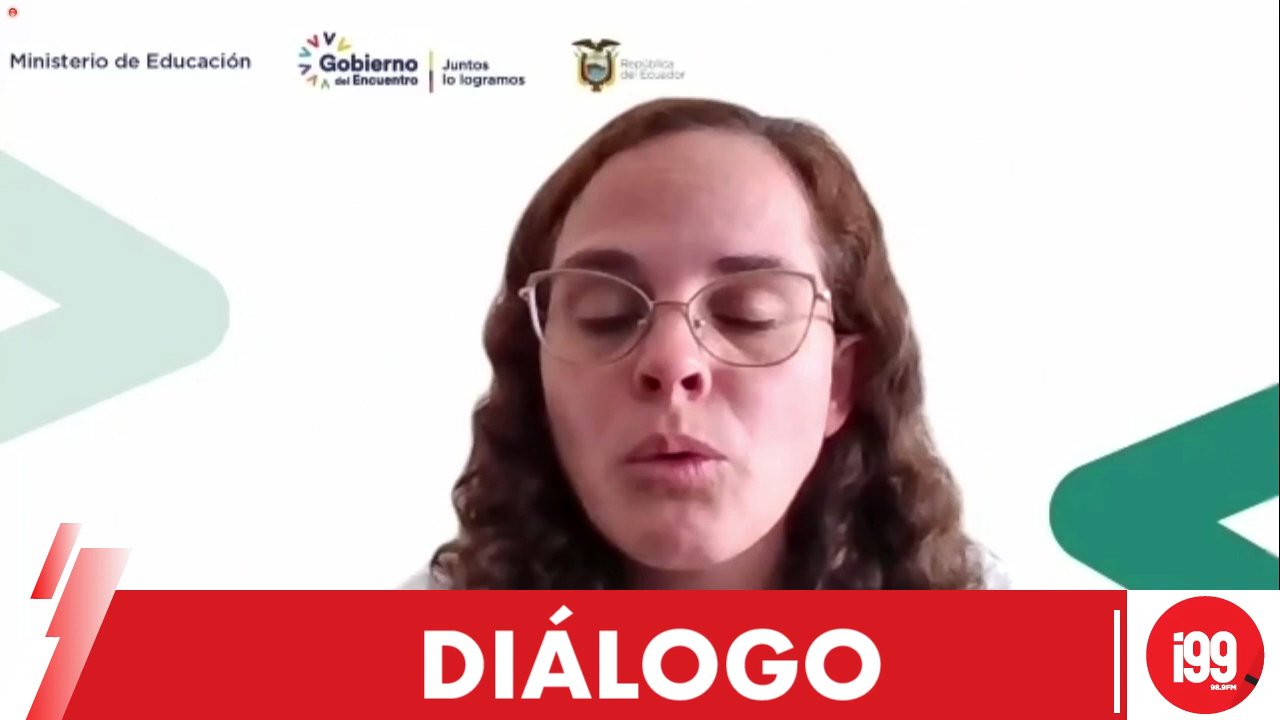 Ministerio de Educación
Gobierno
del Encuentro
Juntos
lo logramos
República
del Ecuador
DIÁLOGO
i99
98.9FM